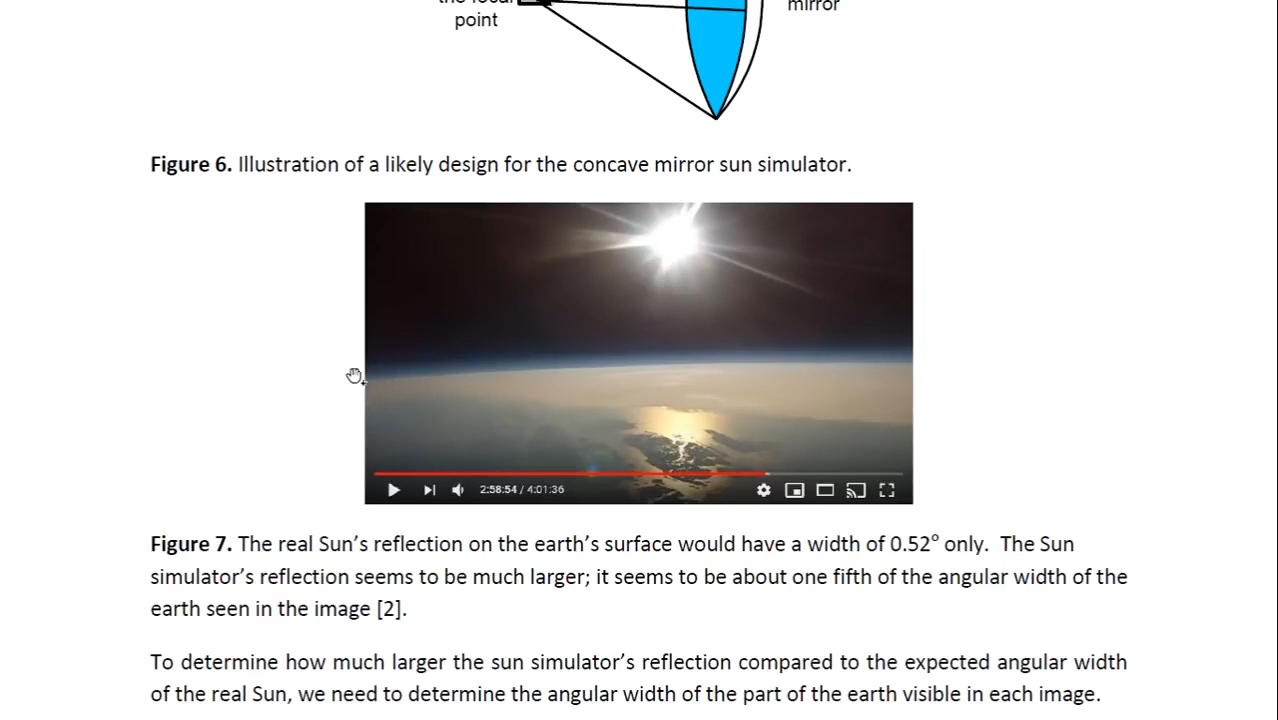 point
mirror
Figure 6. Illustration of a likely design for the concave mirror sun simulator.
2:58:54 / 4:01:36
Figure 7. The real Sun’s reflection on the earth’s surface would have a width of 0.52° only.  The Sun
simulator’s reflection seems to be much larger; it seems to be about one fifth of the angular width of the
earth seen in the image [2].
To determine how much larger the sun simulator’s reflection compared to the expected angular width
of the real Sun, we need to determine the angular width of the part of the earth visible in each image.